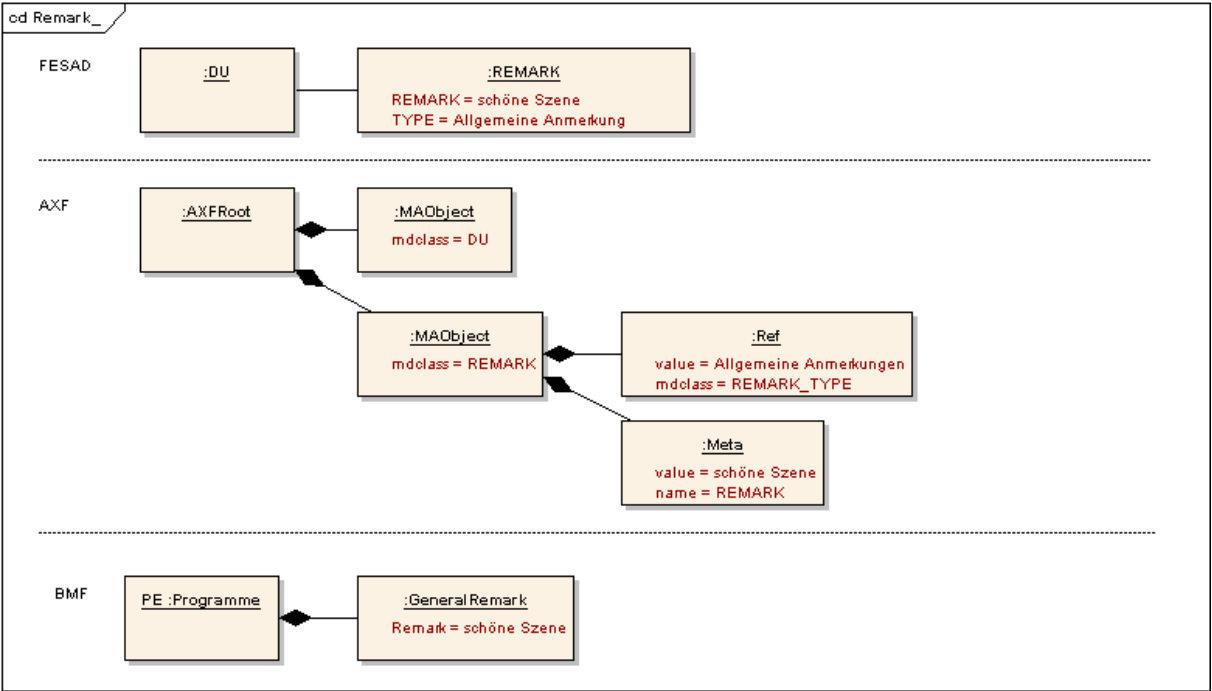 cd Remark_
FESAD
:DU
:REMARK
REMARK = schöne Szene
TYPE = Allgemeine Anmerkung
AXF
:AXFRoot
:MAObject
mdclass = DU
:MAObject
mdclass = REMARK
:Ref
value = Allgemeine Anmerkungen
mdclass = REMARK_TYPE
:Meta
value = schöne Szene
name = REMARK
BMF
PE :Programme
:GeneralRemark
Remark = schöne Szene